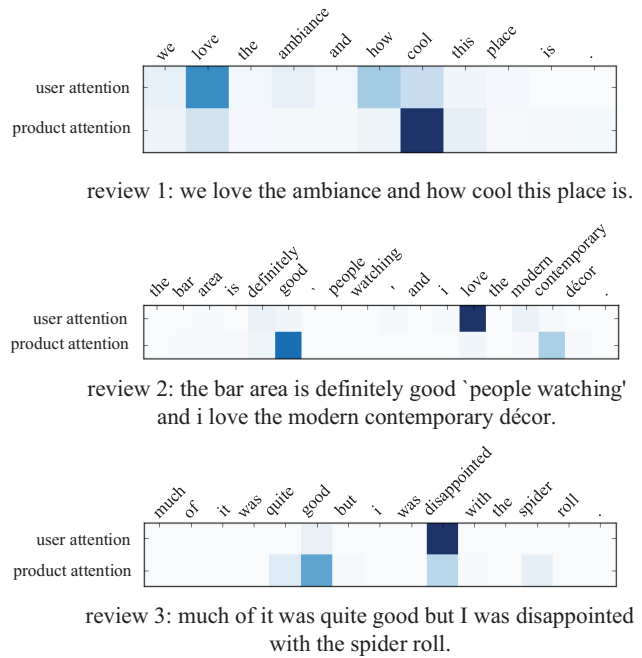 we love the ambiance and how cool this place is .
user attention
product attention
review 1: we love the ambiance and how cool this place is.
the bar area is definitely good ` people watching ' and i love the modern contemporary décor .
user attention
product attention
review 2: the bar area is definitely good `people watching'
and i love the modern contemporary décor.
much of it was quite good but i was disappointed with the spider roll .
user attention
product attention
review 3: much of it was quite good but I was disappointed
with the spider roll.